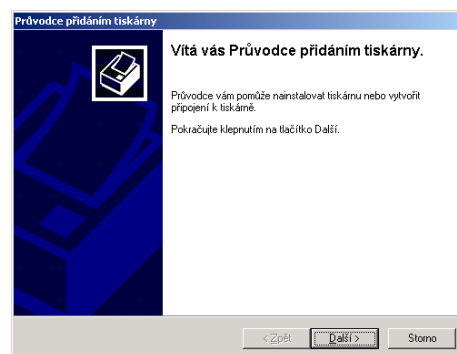 Průvodce přidáním tiskárny
Vítá vás Průvodce přidáním tiskárny.
Průvodce vám pomůže nainstalovat tiskárnu nebo vytvořit
připojení k tiskárně.
Pokračujte klepnutím na tlačítko Další.
< Zpět Další > Storno